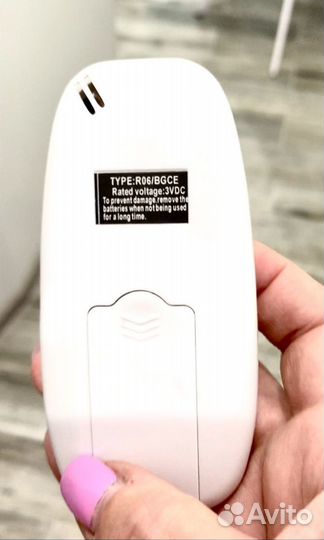 TYPE:R06/BGCE
Rated voltage:3VDC
To prevent damage,remove the
batteries when not being used
for a long time.
Avito